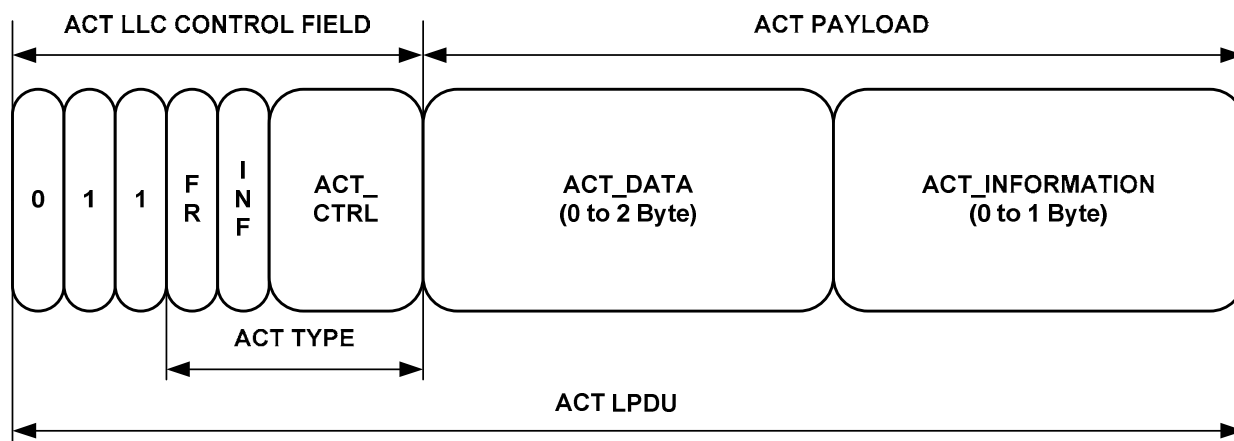 ACT LLC CONTROL FIELD
ACT PAYLOAD
0
1
1
F
R
I
N
F
ACT_
CTRL
ACT_DATA
(0 to 2 Byte)
ACT_INFORMATION
(0 to 1 Byte)
ACT TYPE
ACT LPDU